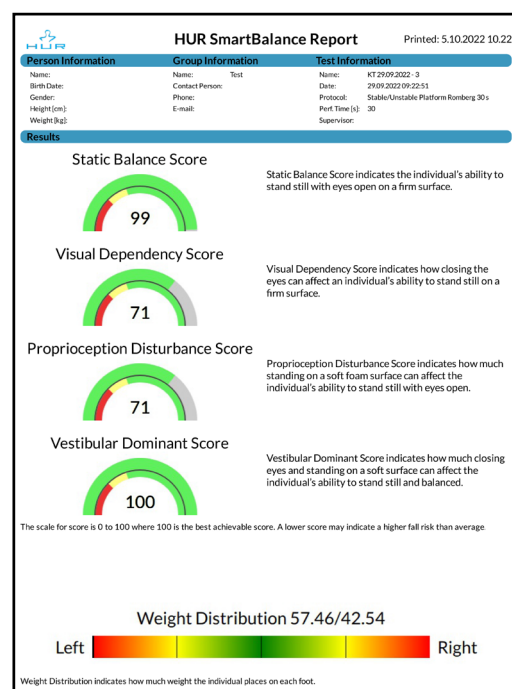 HUR
HUR SmartBalance Report
Printed: 5.10.2022 10.22
Person Information
Group Information
Test Information
Name:
Name: Test
Name: KT 29.09.2022 - 3
Birth Date:
Contact Person:
Date: 29.09.2022 09:22:51
Gender:
Phone:
Protocol: Stable/Unstable Platform Romberg 30 s
Height [cm]:
E-mail:
Perf. Time [s]: 30
Weight [kg]:
Supervisor:
Results
Static Balance Score
99
Static Balance Score indicates the individual's ability to
stand still with eyes open on a firm surface.
Visual Dependency Score
71
Visual Dependency Score indicates how closing the
eyes can affect an individual's ability to stand still on a
firm surface.
Proprioception Disturbance Score
71
Proprioception Disturbance Score indicates how much
standing on a soft foam surface can affect the
individual's ability to stand still with eyes open.
Vestibular Dominant Score
100
Vestibular Dominant Score indicates how much closing
eyes and standing on a soft surface can affect the
individual's ability to stand still and balanced.
The scale for score is 0 to 100 where 100 is the best achievable score. A lower score may indicate a higher fall risk than average
Weight Distribution 57.46/42.54
Left
Right
Weight Distribution indicates how much weight the individual places on each foot.